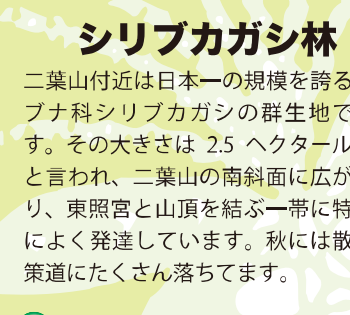 シリブカガシ林
二葉山付近は日本一の規模を誇る
ブナ科シリブカガシの群生地で
す。その大きさは 2.5 ヘクタール
と言われ、二葉山の南斜面に広が
り、東照宮と山頂を結ぶ一帯に特
によく発達しています。秋には散
策道にたくさん落ちてます。